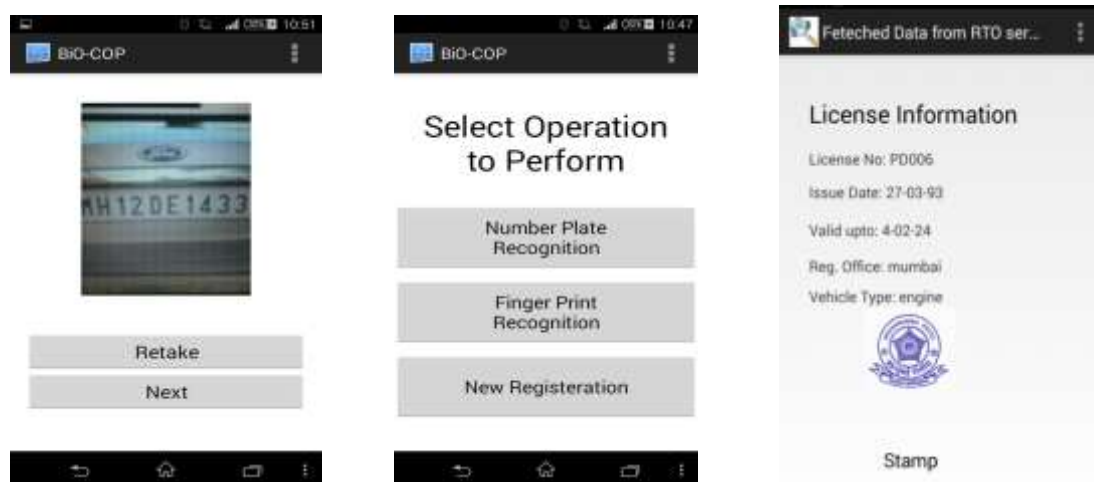 10:51
BiO-COP
MH12DE1433
Retake
Next
10:47
BiO-COP
Select Operation
to Perform
Number Plate
Recognition
Finger Print
Recognition
New Registeration
Feteched Data from RTO ser...
License Information
License No: PD006
Issue Date: 27-03-93
Valid upto: 4-02-24
Reg. Office: mumbai
Vehicle Type: engine
Stamp